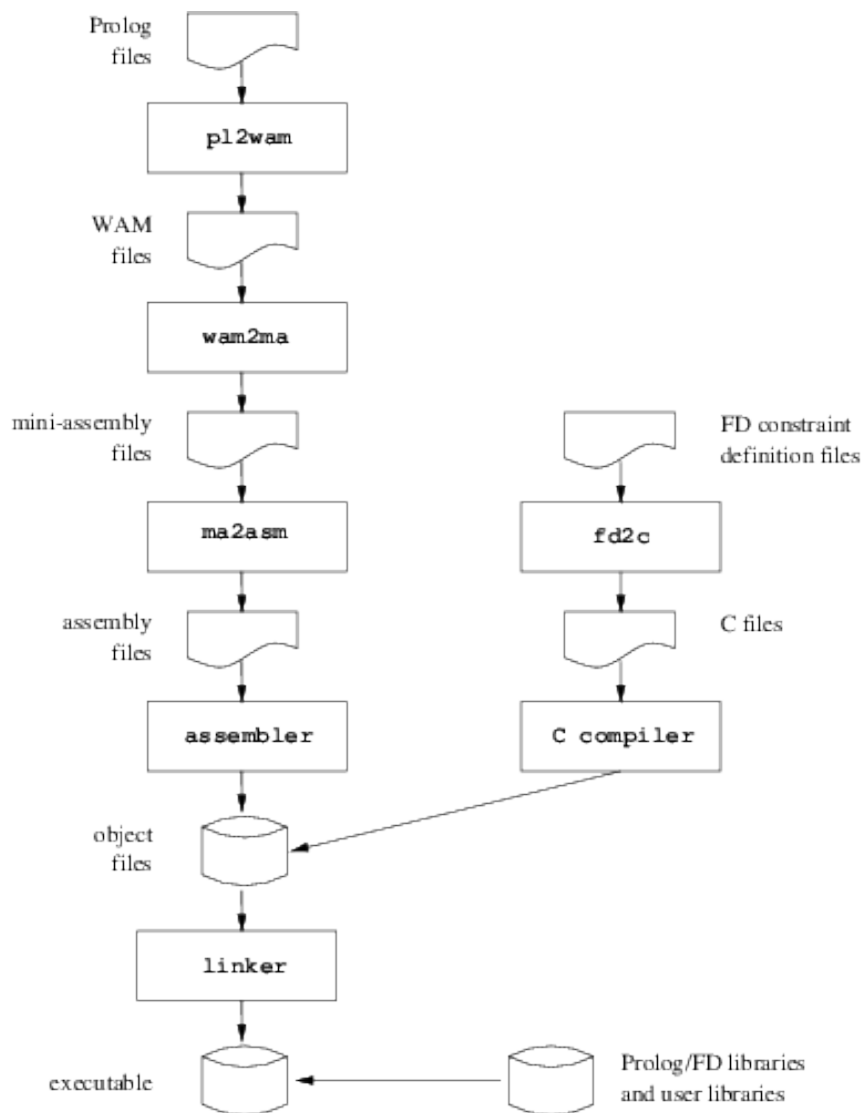 Prolog
files
pl2wam
WAM
files
wam2ma
mini-assembly
files
FD constraint
definition files
ma2asm
fd2c
assembly
files
C files
assembler
C compiler
object
files
linker
executable
Prolog/FD libraries
and user libraries